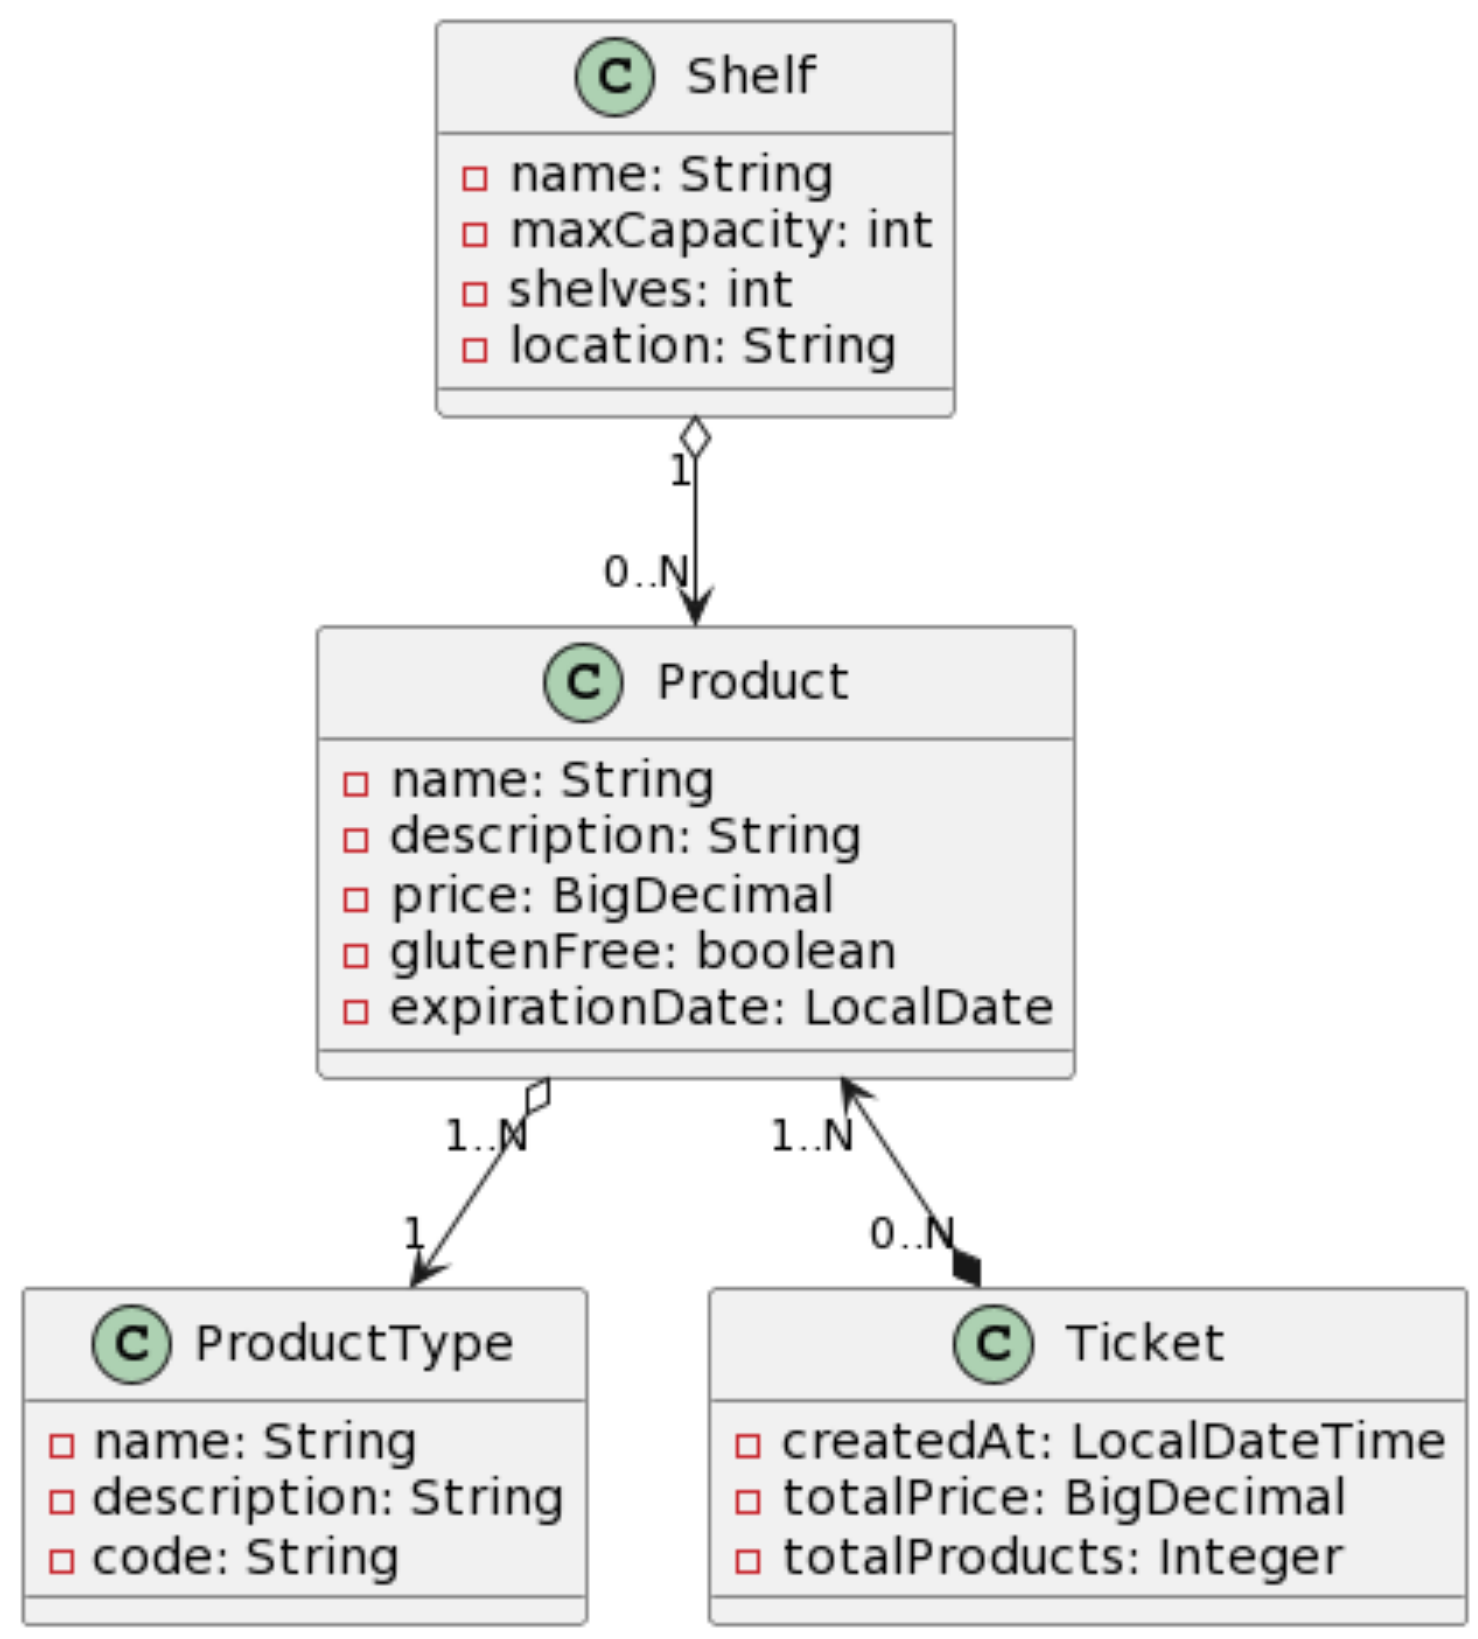 C Shelf
name: String
maxCapacity: int
shelves: int
location: String
1
0..N
C Product
name: String
description: String
price: BigDecimal
glutenFree: boolean
expirationDate: LocalDate
1..N
1..N
1
0..N
C ProductType
name: String
description: String
code: String
C Ticket
createdAt: LocalDateTime
totalPrice: BigDecimal
totalProducts: Integer